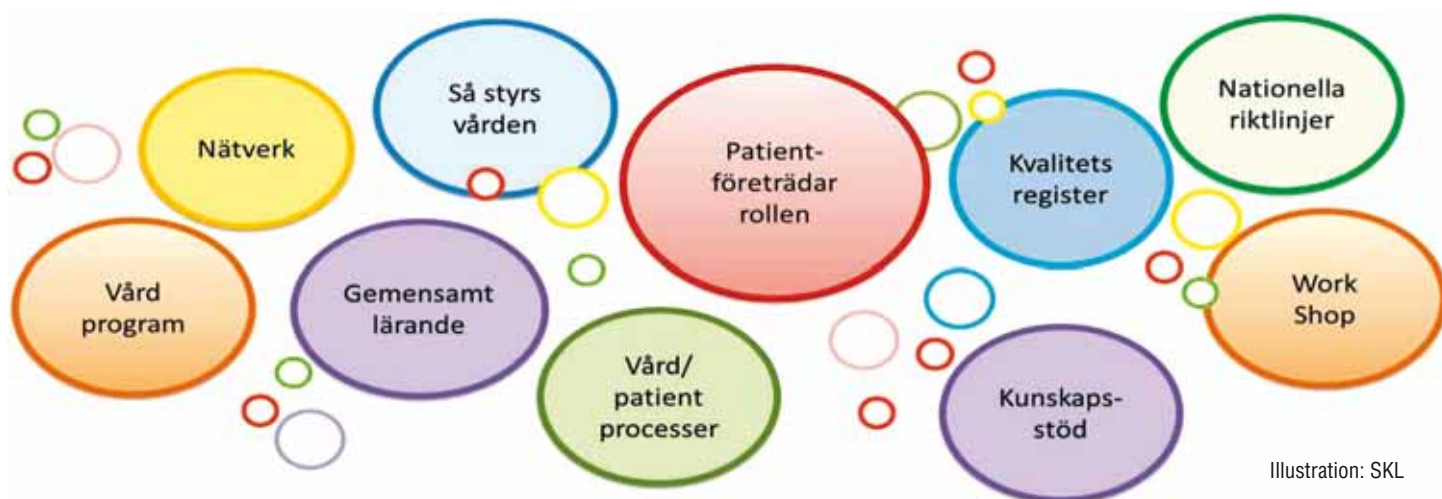 Nätverk
Så styrs
vården
Patient-
företrädar
rollen
Kvalitets
register
Nationella
riktlinjer
Vård
program
Gemensamt
lärande
Vård/
patient
processer
Kunskaps-
stöd
Work
Shop
Illustration: SKL